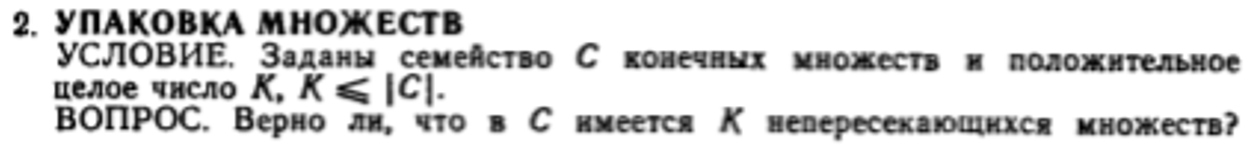 2. УПАКОВКА МНОЖЕСТВ
УСЛОВИЕ. Заданы семейство C конечных множеств и положительное
целое число K, K ⩽ |C|.
ВОПРОС. Верно ли, что в C имеется K непересекающихся множеств?